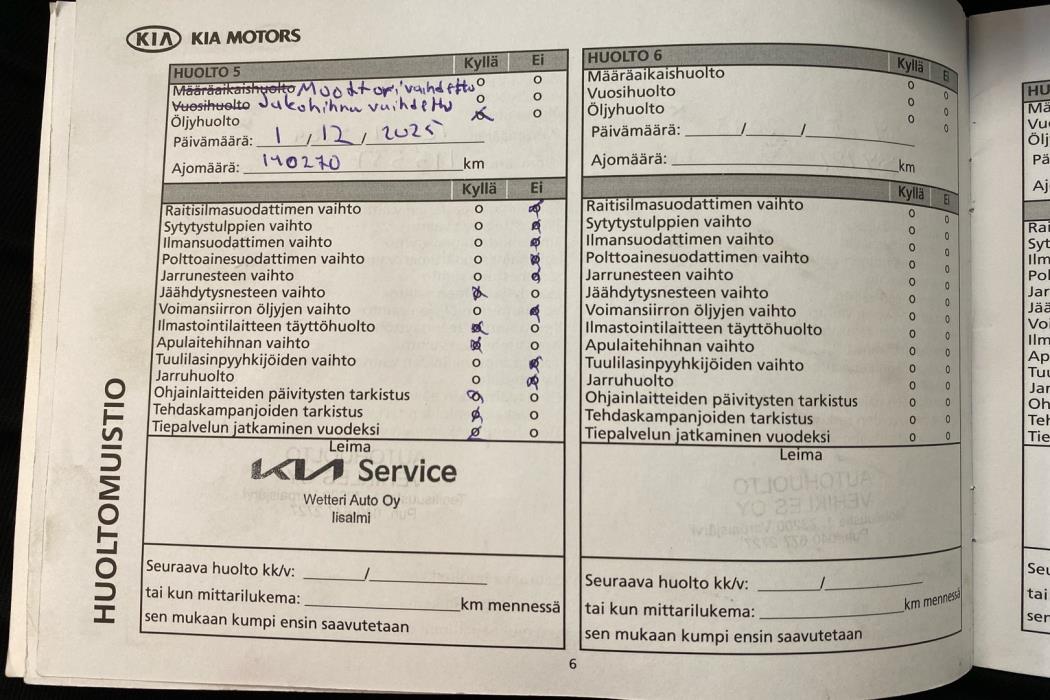 KIA KIA MOTORS
HUOLTOMUISTIO
HUOLTO 5 Kyllä Ei
Määräaikaishuolto Moottori vaihdettu o o
Vuosihuolto Jakohihna vaihdettu o o
Öljyhuolto o
Päivämäärä: 1 / 12 / 2025
Ajomäärä: 140270 km
Kyllä Ei
Raitisilmasuodattimen vaihto o
Sytytystulppien vaihto o
Ilmansuodattimen vaihto o
Polttoainesuodattimen vaihto o
Jarrunesteen vaihto o
Jäähdytysnesteen vaihto o
Voimansiirron öljyjen vaihto o
Ilmastointilaitteen täyttöhuolto o
Apulaitehihnan vaihto o
Tuulilasinpyyhkijöiden vaihto o
Jarruhuolto o
Ohjainlaitteiden päivitysten tarkistus o
Tehdaskampanjoiden tarkistus o
Tiepalvelun jatkaminen vuodeksi o
Leima
KIA Service
Wetteri Auto Oy
Iisalmi
Seuraava huolto kk/v: /
tai kun mittarilukema: km mennessä
sen mukaan kumpi ensin saavutetaan
HUOLTO 6 Kyllä Ei
Määräaikaishuolto o o
Vuosihuolto o o
Öljyhuolto o o
Päivämäärä: / /
Ajomäärä: km
Kyllä Ei
Raitisilmasuodattimen vaihto o o
Sytytystulppien vaihto o o
Ilmansuodattimen vaihto o o
Polttoainesuodattimen vaihto o o
Jarrunesteen vaihto o o
Jäähdytysnesteen vaihto o o
Voimansiirron öljyjen vaihto o o
Ilmastointilaitteen täyttöhuolto o o
Apulaitehihnan vaihto o o
Tuulilasinpyyhkijöiden vaihto o o
Jarruhuolto o o
Ohjainlaitteiden päivitysten tarkistus o o
Tehdaskampanjoiden tarkistus o o
Tiepalvelun jatkaminen vuodeksi o o
Leima
Seuraava huolto kk/v: /
tai kun mittarilukema: km mennessä
sen mukaan kumpi ensin saavutetaan
6